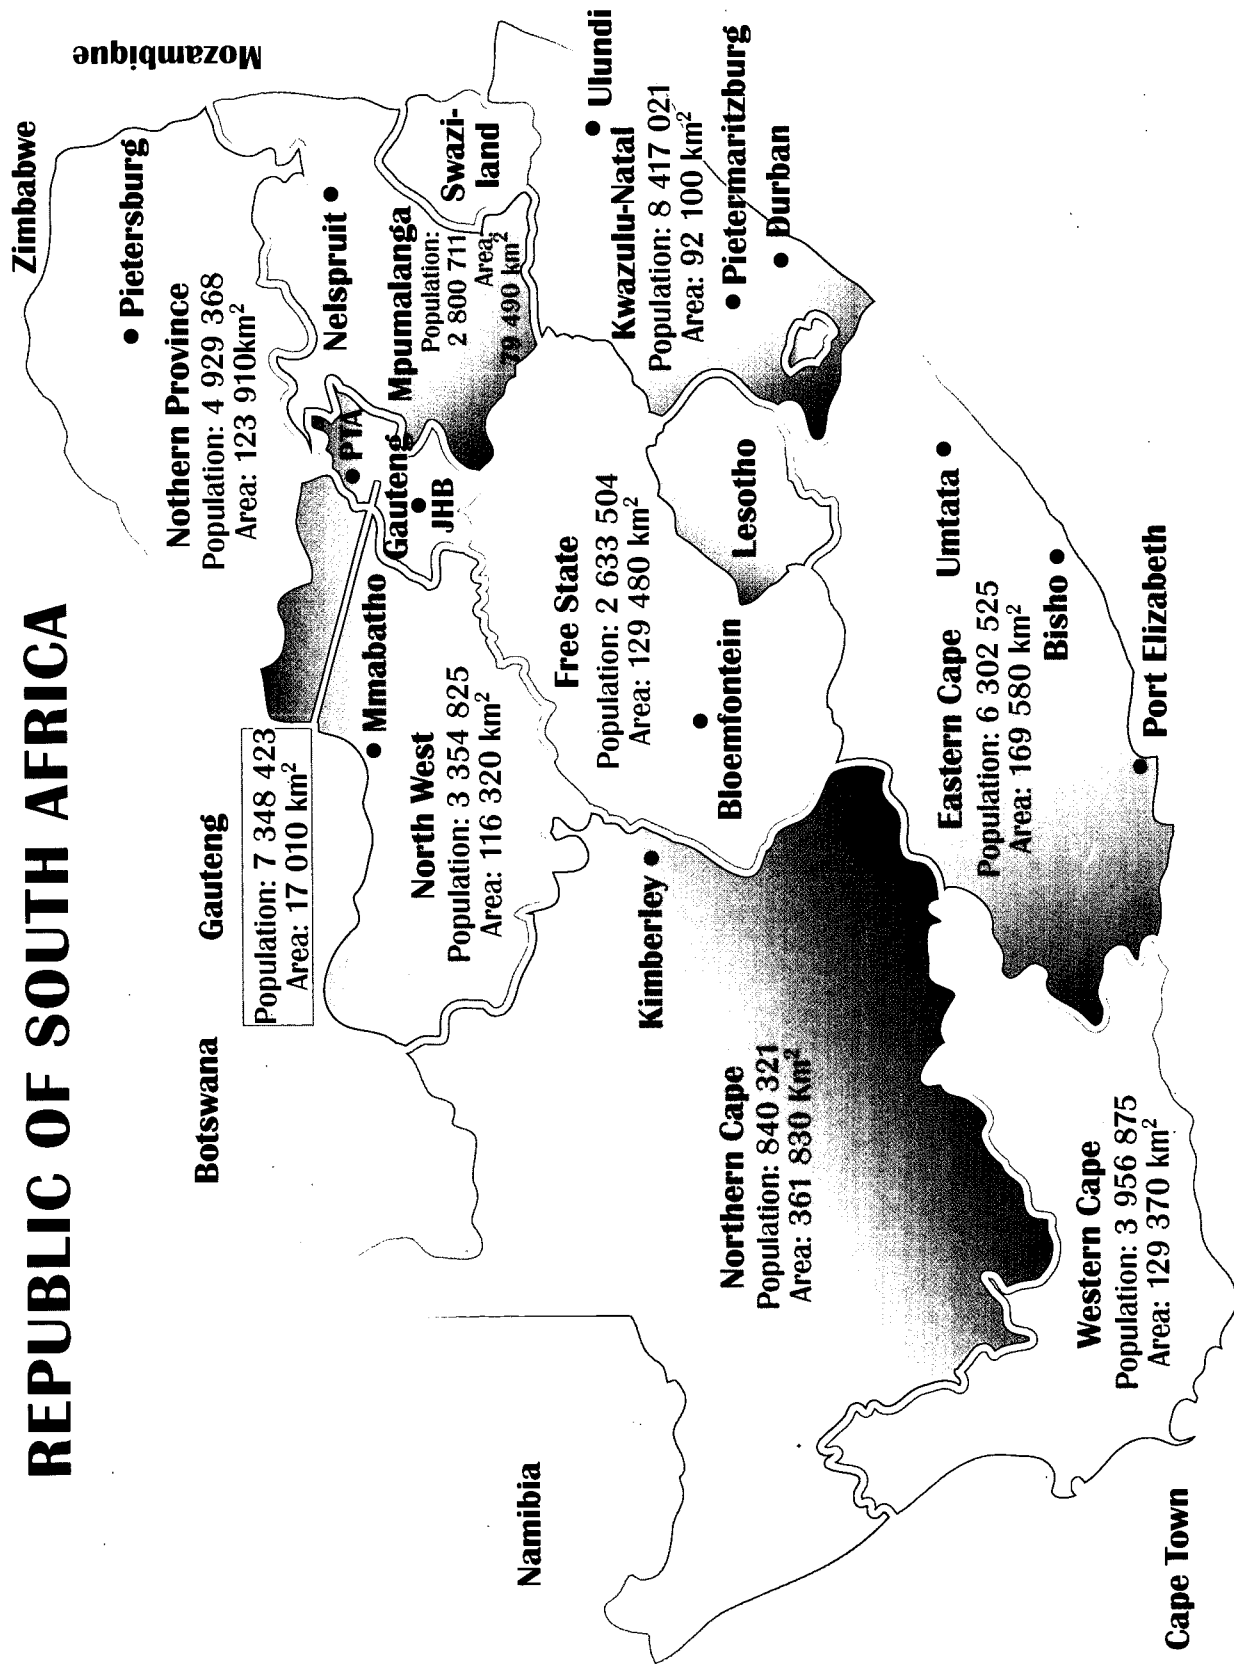 REPUBLIC OF SOUTH AFRICA
Zimbabwe
Mozambique
Botswana
Gauteng
Population: 7 348 423
Area: 17 010 km²
Pietersburg
Nothern Province
Population: 4 929 368
Area: 123 910km²
Nelspruit
Mpumalanga
Population:
2 800 711
Area:
79 490 km²
Swazi-
land
PTA
Gauteng
JHB
Mmabatho
North West
Population: 3 354 825
Area: 116 320 km²
Free State
Population: 2 633 504
Area: 129 480 km²
Bloemfontein
Lesotho
Ulundi
Kwazulu-Natal
Population: 8 417 021
Area: 92 100 km²
Pietermaritzburg
Durban
Namibia
Kimberley
Northern Cape
Population: 840 321
Area: 361 830 Km²
Umtata
Eastern Cape
Population: 6 302 525
Area: 169 580 km²
Bisho
Port Elizabeth
Western Cape
Population: 3 956 875
Area: 129 370 km²
Cape Town